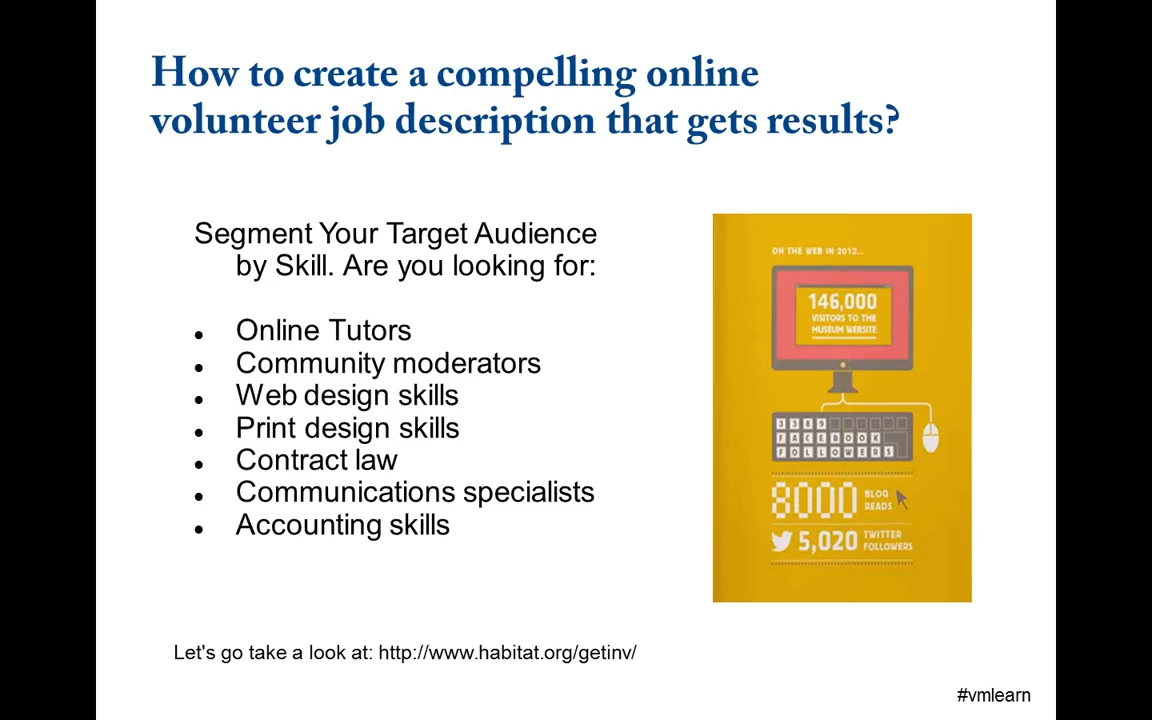 How to create a compelling online
volunteer job description that gets results?
Segment Your Target Audience
by Skill. Are you looking for:
• Online Tutors
• Community moderators
• Web design skills
• Print design skills
• Contract law
• Communications specialists
• Accounting skills
ON THE WEB IN 2012...
146,000
VISITORS TO THE
MUSEUM WEBSITE
3389
FACEBOOK
FOLLOWERS
8000 BLOG
READS
5,020 TWITTER
FOLLOWERS
Let's go take a look at: http://www.habitat.org/getinv/
#vmlearn